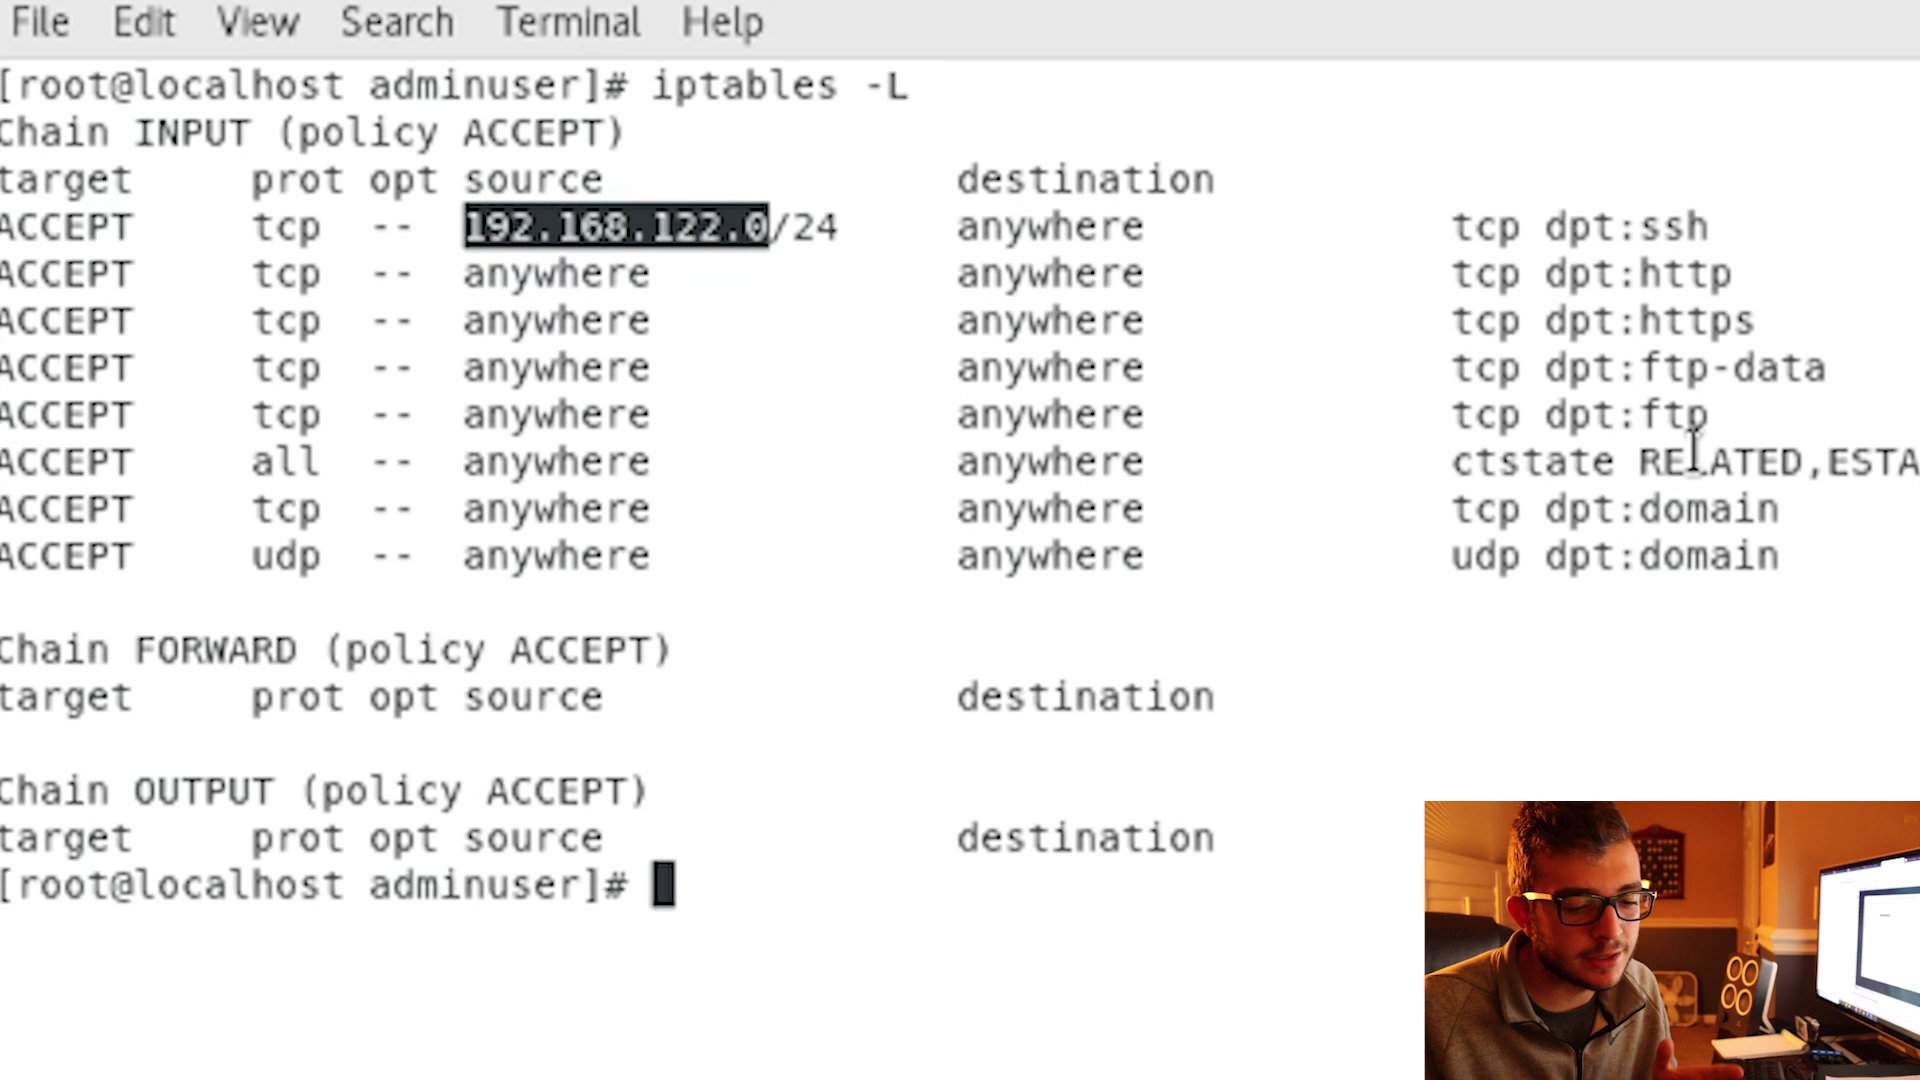 File Edit View Search Terminal Help
[root@localhost adminuser]# iptables -L
Chain INPUT (policy ACCEPT)
target prot opt source destination
ACCEPT tcp -- 192.168.122.0/24 anywhere tcp dpt:ssh
ACCEPT tcp -- anywhere anywhere tcp dpt:http
ACCEPT tcp -- anywhere anywhere tcp dpt:https
ACCEPT tcp -- anywhere anywhere tcp dpt:ftp-data
ACCEPT tcp -- anywhere anywhere tcp dpt:ftp
ACCEPT all -- anywhere anywhere ctstate RELATED,ESTA
ACCEPT tcp -- anywhere anywhere tcp dpt:domain
ACCEPT udp -- anywhere anywhere udp dpt:domain
Chain FORWARD (policy ACCEPT)
target prot opt source destination
Chain OUTPUT (policy ACCEPT)
target prot opt source destination
[root@localhost adminuser]#